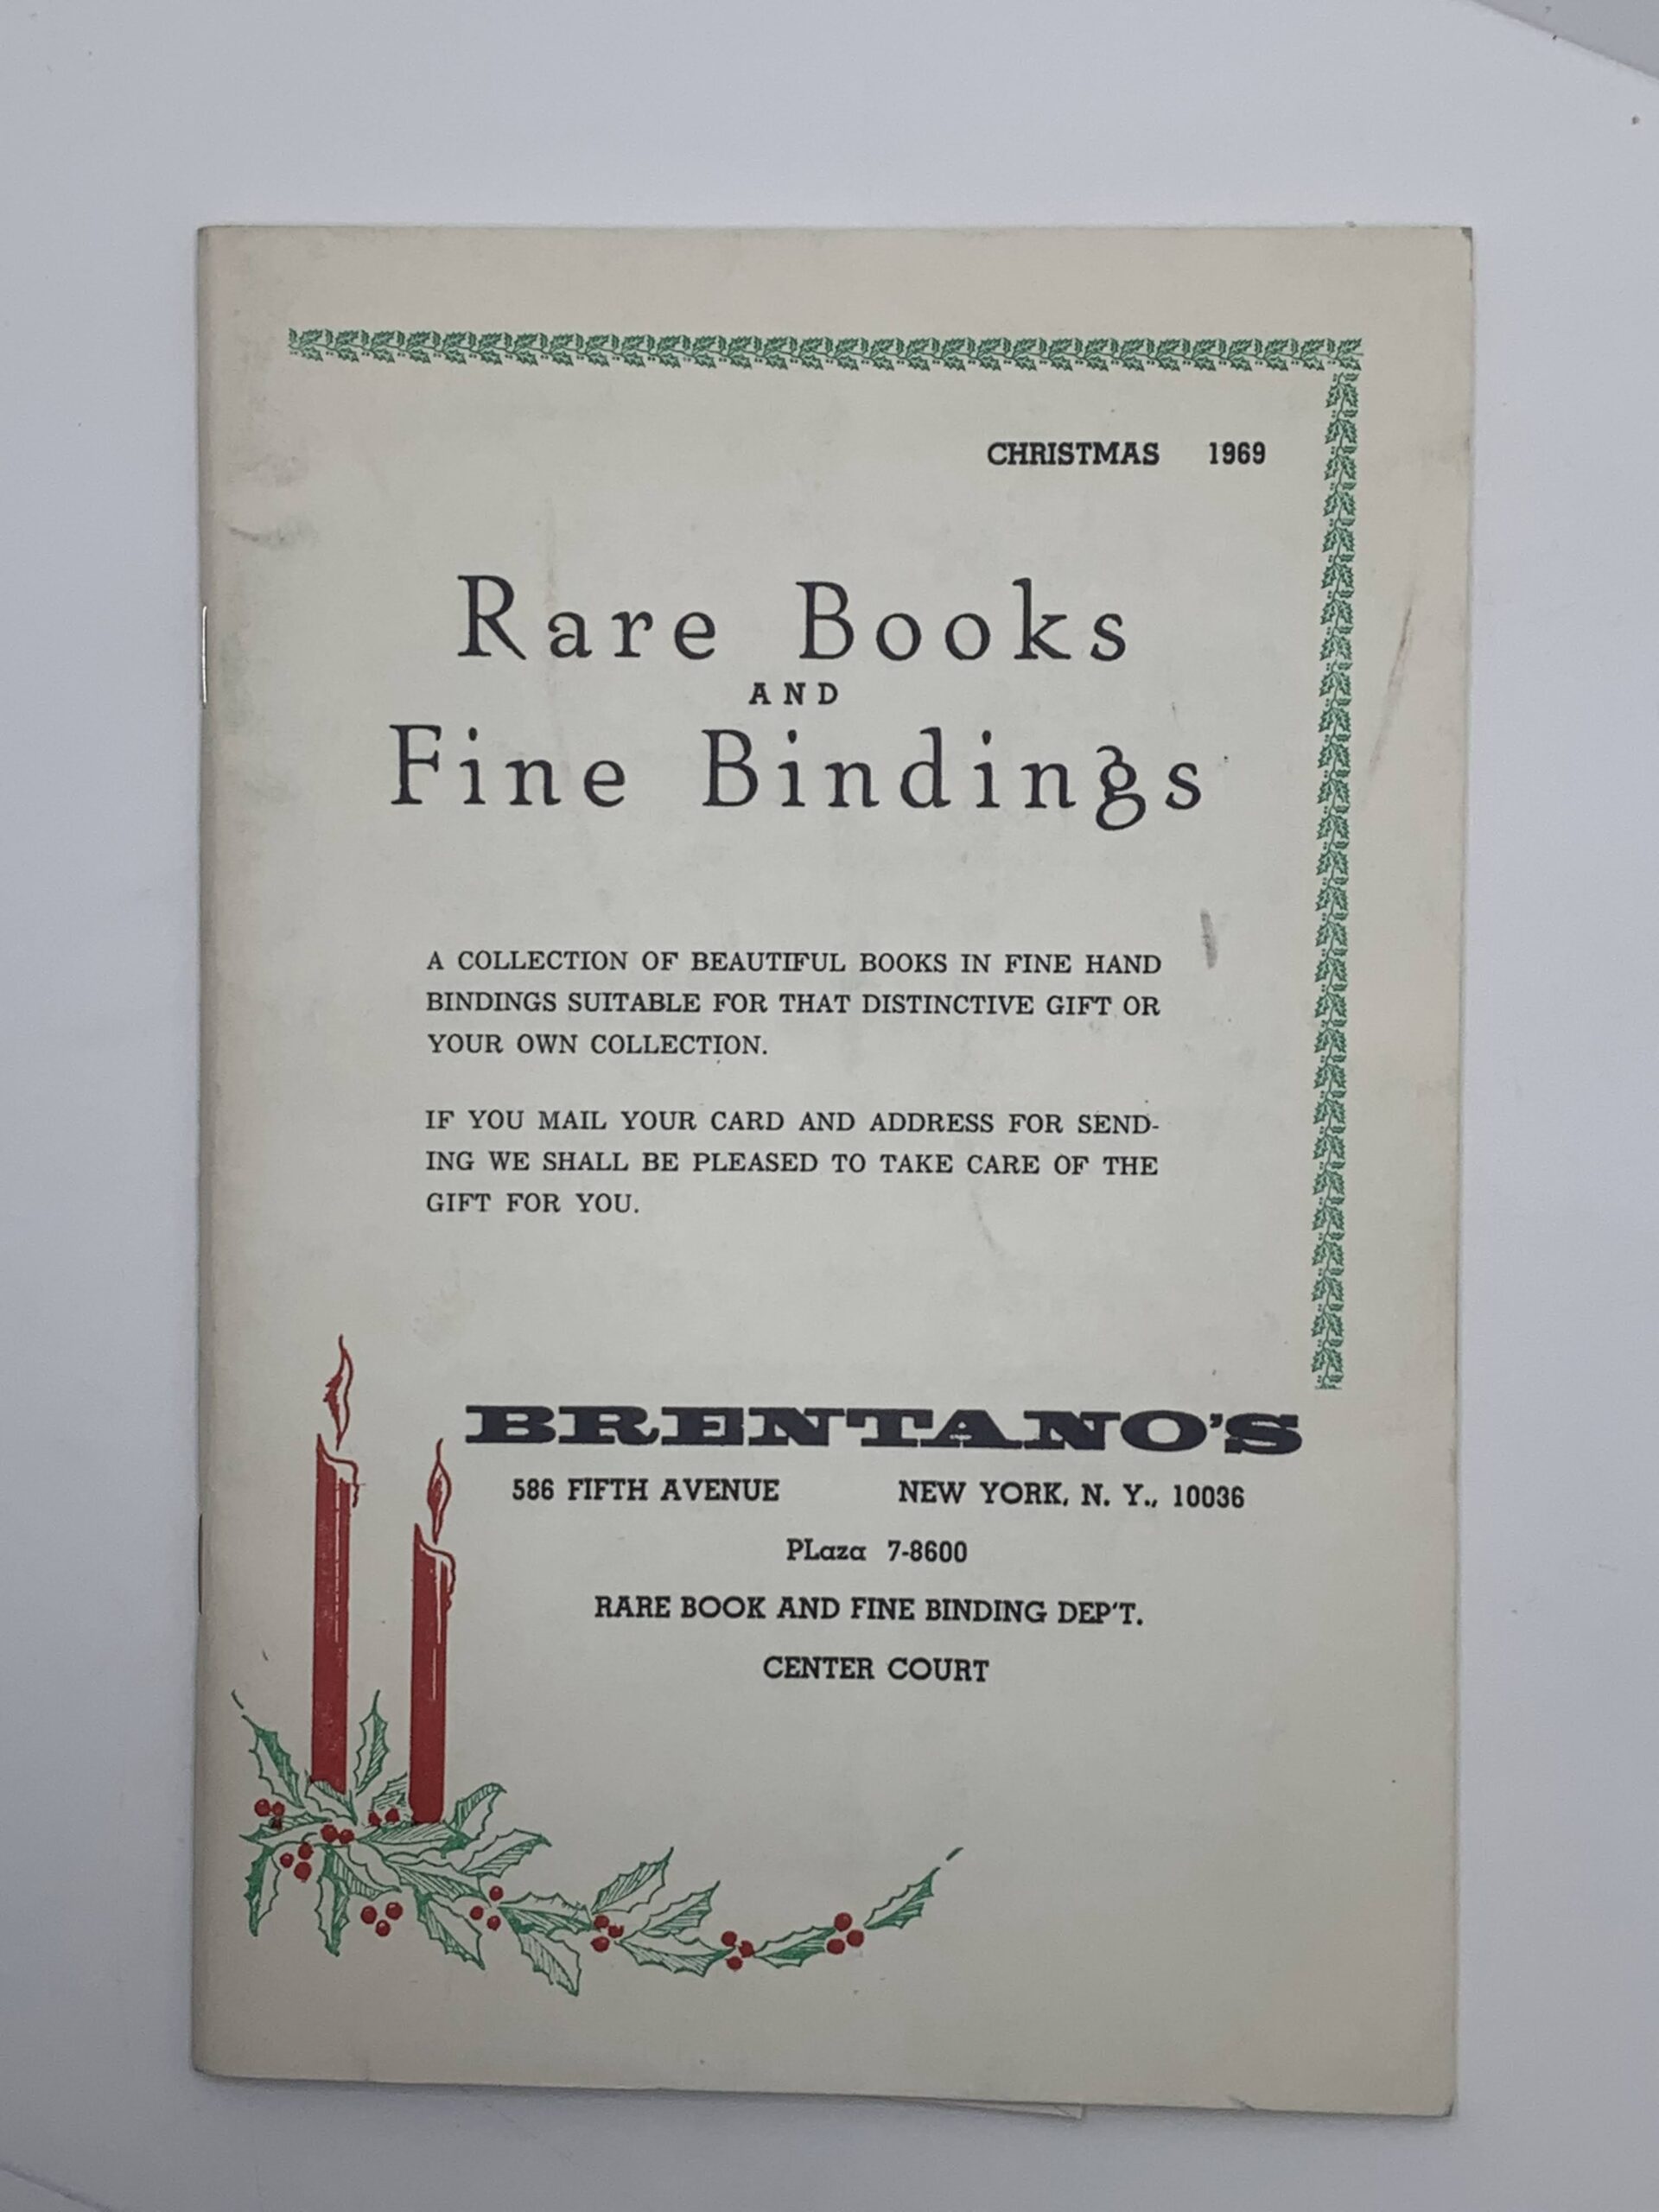 CHRISTMAS 1969
Rare Books
AND
Fine Bindings
A COLLECTION OF BEAUTIFUL BOOKS IN FINE HAND
BINDINGS SUITABLE FOR THAT DISTINCTIVE GIFT OR
YOUR OWN COLLECTION.
IF YOU MAIL YOUR CARD AND ADDRESS FOR SEND-
ING WE SHALL BE PLEASED TO TAKE CARE OF THE
GIFT FOR YOU.
BRENTANO'S
586 FIFTH AVENUE NEW YORK, N. Y., 10036
PLaza 7-8600
RARE BOOK AND FINE BINDING DEP'T.
CENTER COURT